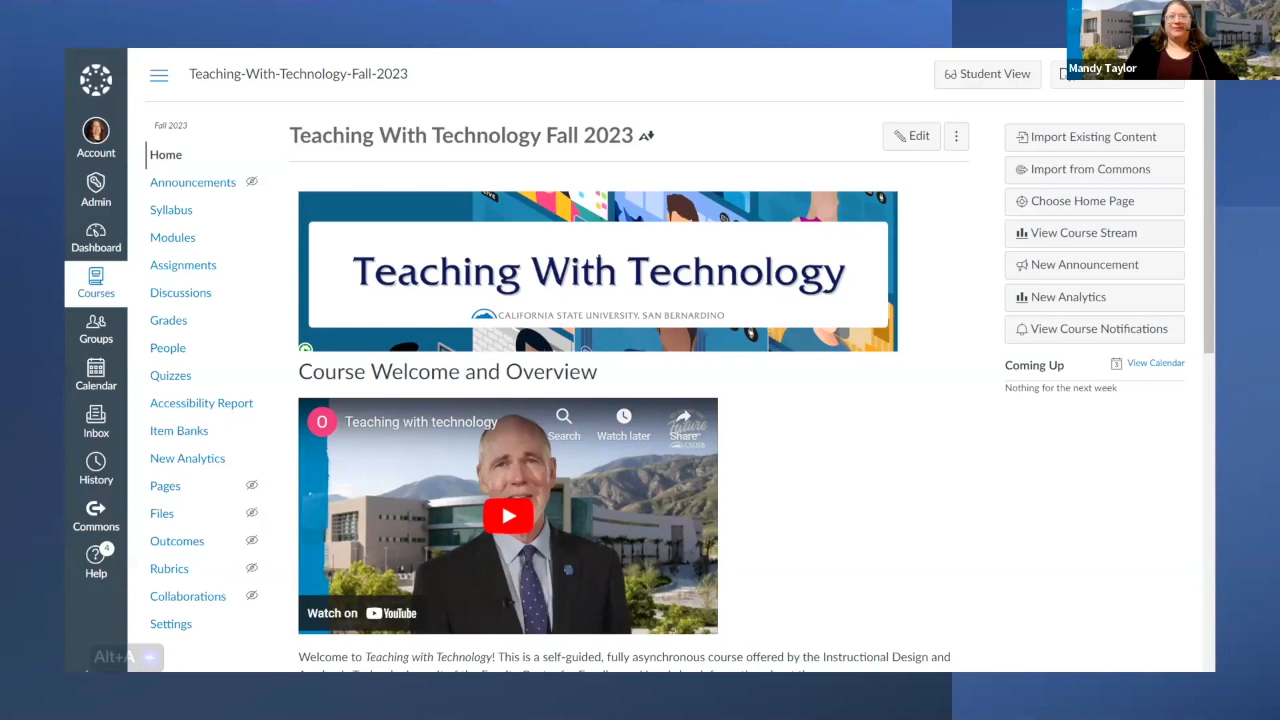 Mandy Taylor
Teaching-With-Technology-Fall-2023
Student View
Account
Admin
Dashboard
Courses
Groups
Calendar
Inbox
History
Commons
4
Help
Alt+A
Fall 2023
Home
Announcements
Syllabus
Modules
Assignments
Discussions
Grades
People
Quizzes
Accessibility Report
Item Banks
New Analytics
Pages
Files
Outcomes
Rubrics
Collaborations
Settings
Teaching With Technology Fall 2023
Edit
Teaching With Technology
CALIFORNIA STATE UNIVERSITY, SAN BERNARDINO
Course Welcome and Overview
O
Teaching with technology
Search
Watch later
Share
Watch on YouTube
Welcome to Teaching with Technology! This is a self-guided, fully asynchronous course offered by the Instructional Design and
Import Existing Content
Import from Commons
Choose Home Page
View Course Stream
New Announcement
New Analytics
View Course Notifications
Coming Up
3
View Calendar
Nothing for the next week